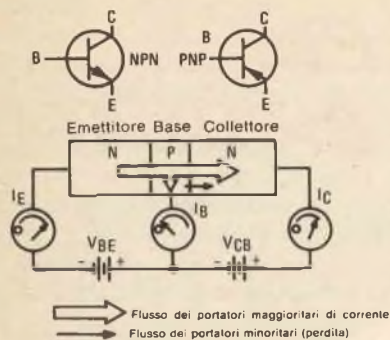 C
B
NPN
E
C
B
PNP
E
Emettitore Base Collettore
N P N
IE
IB
IC
VBE
VCB
- +
- +
Flusso dei portatori maggioritari di corrente
Flusso dei portatori minoritari (perdita)